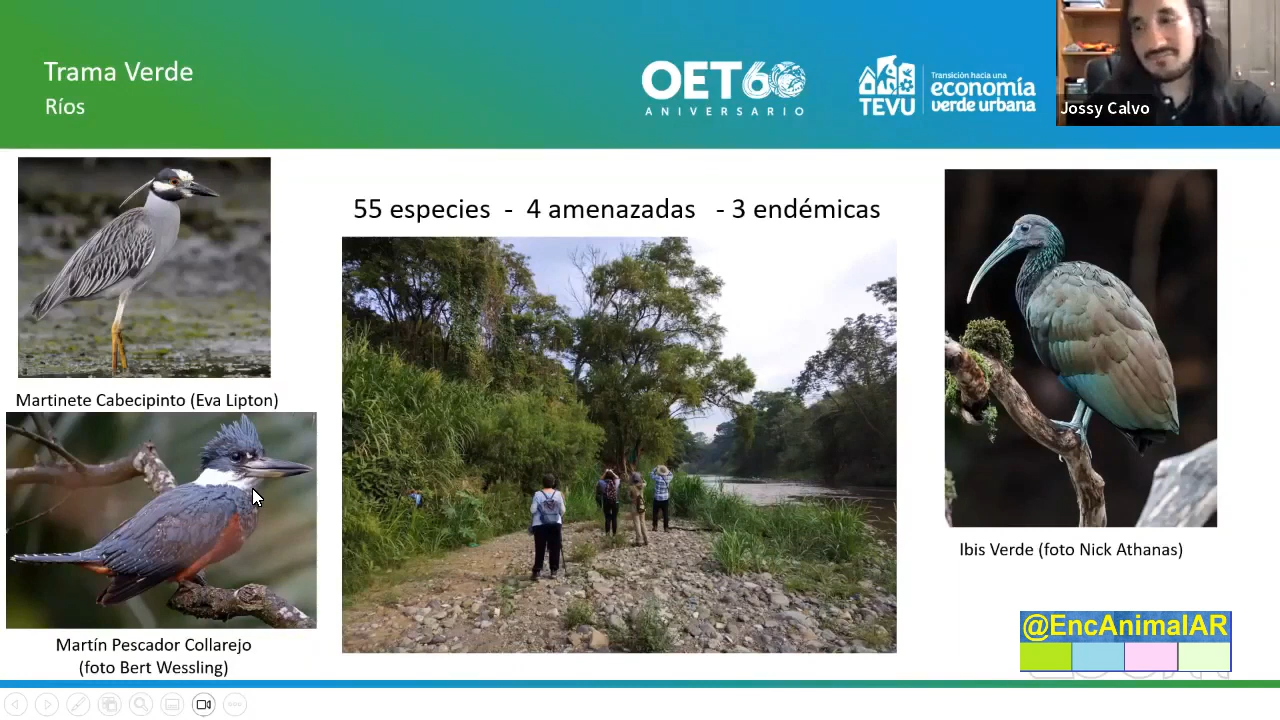 Trama Verde
Ríos
OET60
ANIVERSARIO
TEVU
Transición hacia una
economía
verde urbana
Jossy Calvo
55 especies - 4 amenazadas - 3 endémicas
Martinete Cabecipinto (Eva Lipton)
Martín Pescador Collarejo
(foto Bert Wessling)
Ibis Verde (foto Nick Athanas)
@EncAnimalAR